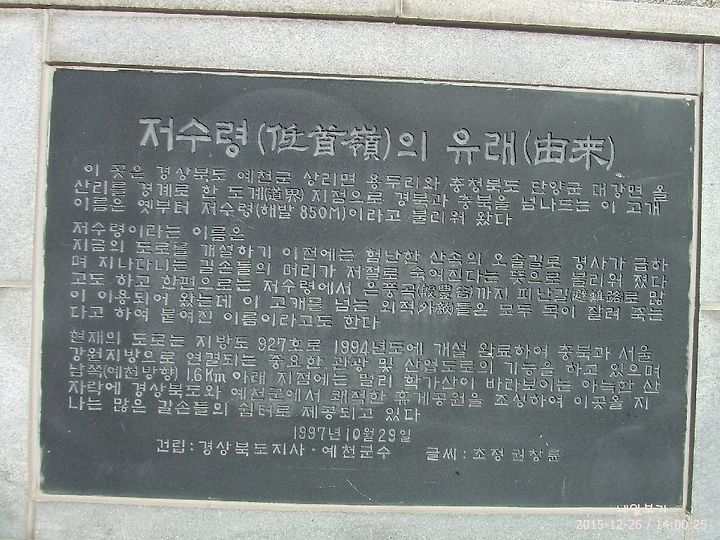 저수령(低首嶺)의 유래(由来)
이 곳은 경상북도 예천군 상리면 용두리와 충청북도 단양군 대강면 올
산리를 경계로 한 도계(道界)지점으로 경북과 충북을 넘나드는 이 고개
이름은 옛부터 저수령(해발 850M)이라고 불리워 왔다
저수령이라는 이름은
지금의 도로를 개설하기 이전에는 험난한 산속의 오솔길로 경사가 급하
며 지나다니는 길손들의 머리가 저절로 숙여진다는 뜻으로 불리워 졌다
고도 하고 한편으로는 저수령에서 은풍곡(殷豊谷)까지 피난길(避難路)로 많
이 이용되어 왔는데 이 고개를 넘는 외적(外敵)들은 모두 목이 잘려 죽는
다고 하여 붙여진 이름이라고도 한다
현재의 도로는 지방도 927호로 1994년도에 개설 완료하여 충북과 서울
강원지방으로 연결되는 중요한 관광 및 산업도로의 기능을 하고 있으며
남쪽(예천방향) 1.6Km 아래 지점에는 멀리 학가산이 바라보이는 아늑한 산
자락에 경상북도와 예천군에서 쾌적한 휴게공원을 조성하여 이곳을 지
나는 많은 길손들의 쉼터로 제공되고 있다
1997년 10월 29일
건립 : 경상북도지사 · 예천군수 글씨 : 초정 권창륜
2015-12-26 / 14:00:25